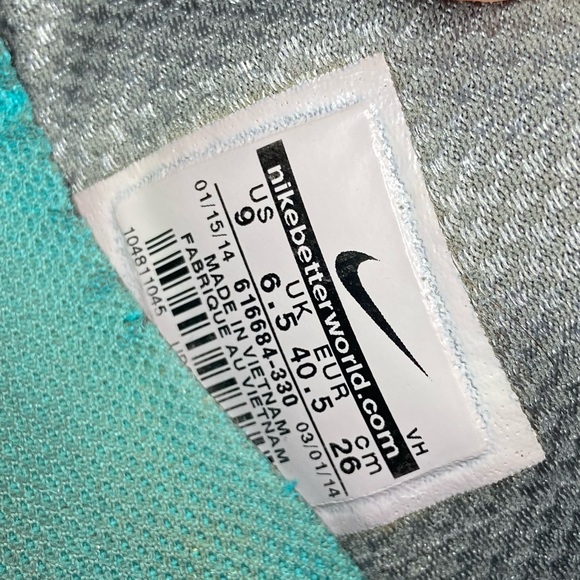 VH
nikebetterworld.com
US UK EUR cm
9 6.5 40.5 26
01/15/14 616684-330 03/01/14
MADE IN VIETNAM
FABRIQUE AU VIETNAM
104811045